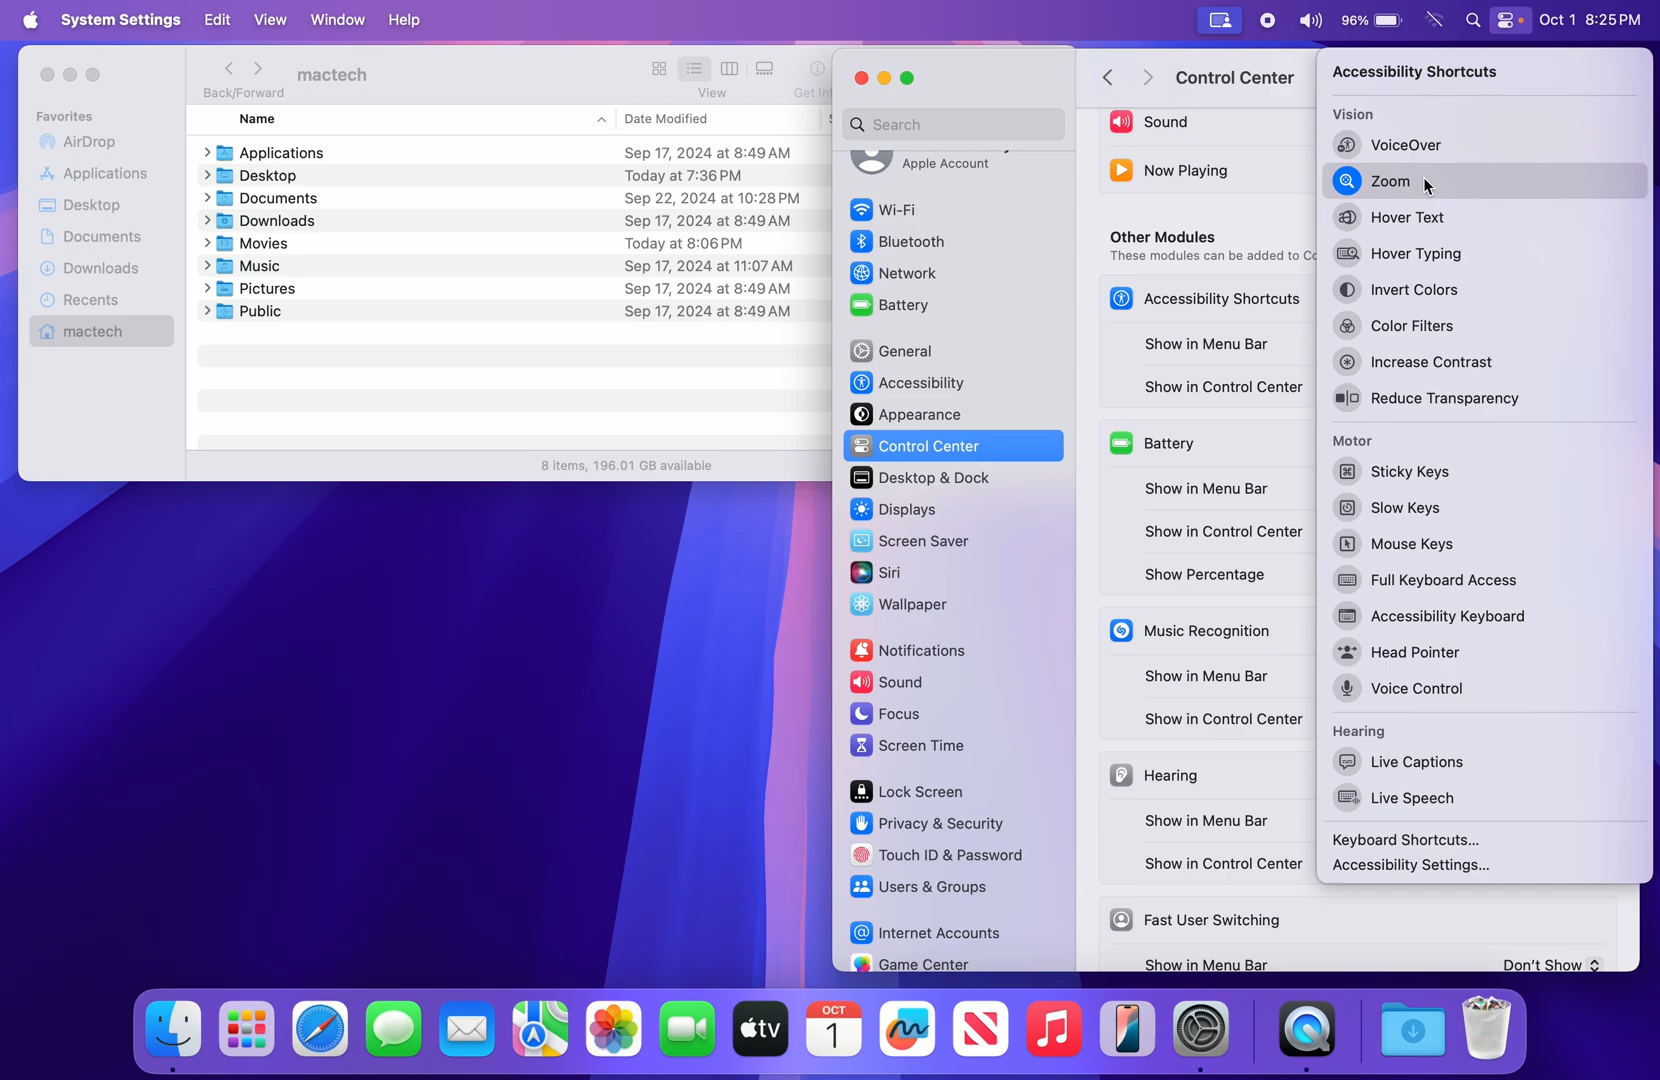 System Settings Edit View Window Help
96% Oct 1 8:25 PM
mactech
Back/Forward
View
Favorites
AirDrop
Applications
Desktop
Documents
Downloads
Recents
mactech
Name Date Modified
Applications Sep 17, 2024 at 8:49 AM
Desktop Today at 7:36 PM
Documents Sep 22, 2024 at 10:28 PM
Downloads Sep 17, 2024 at 8:49 AM
Movies Today at 8:06 PM
Music Sep 17, 2024 at 11:07 AM
Pictures Sep 17, 2024 at 8:49 AM
Public Sep 17, 2024 at 8:49 AM
8 items, 196.01 GB available
Search
Apple Account
Wi-Fi
Bluetooth
Network
Battery
General
Accessibility
Appearance
Control Center
Desktop & Dock
Displays
Screen Saver
Siri
Wallpaper
Notifications
Sound
Focus
Screen Time
Lock Screen
Privacy & Security
Touch ID & Password
Users & Groups
Internet Accounts
Game Center
Control Center
Sound
Now Playing
Other Modules
These modules can be added to
Accessibility Shortcuts
Show in Menu Bar
Show in Control Center
Battery
Show in Menu Bar
Show in Control Center
Show Percentage
Music Recognition
Show in Menu Bar
Show in Control Center
Hearing
Show in Menu Bar
Show in Control Center
Fast User Switching
Show in Menu Bar Don't Show
Accessibility Shortcuts
Vision
VoiceOver
Zoom
Hover Text
Hover Typing
Invert Colors
Color Filters
Increase Contrast
Reduce Transparency
Motor
Sticky Keys
Slow Keys
Mouse Keys
Full Keyboard Access
Accessibility Keyboard
Head Pointer
Voice Control
Hearing
Live Captions
Live Speech
Keyboard Shortcuts...
Accessibility Settings...
tv
OCT
1